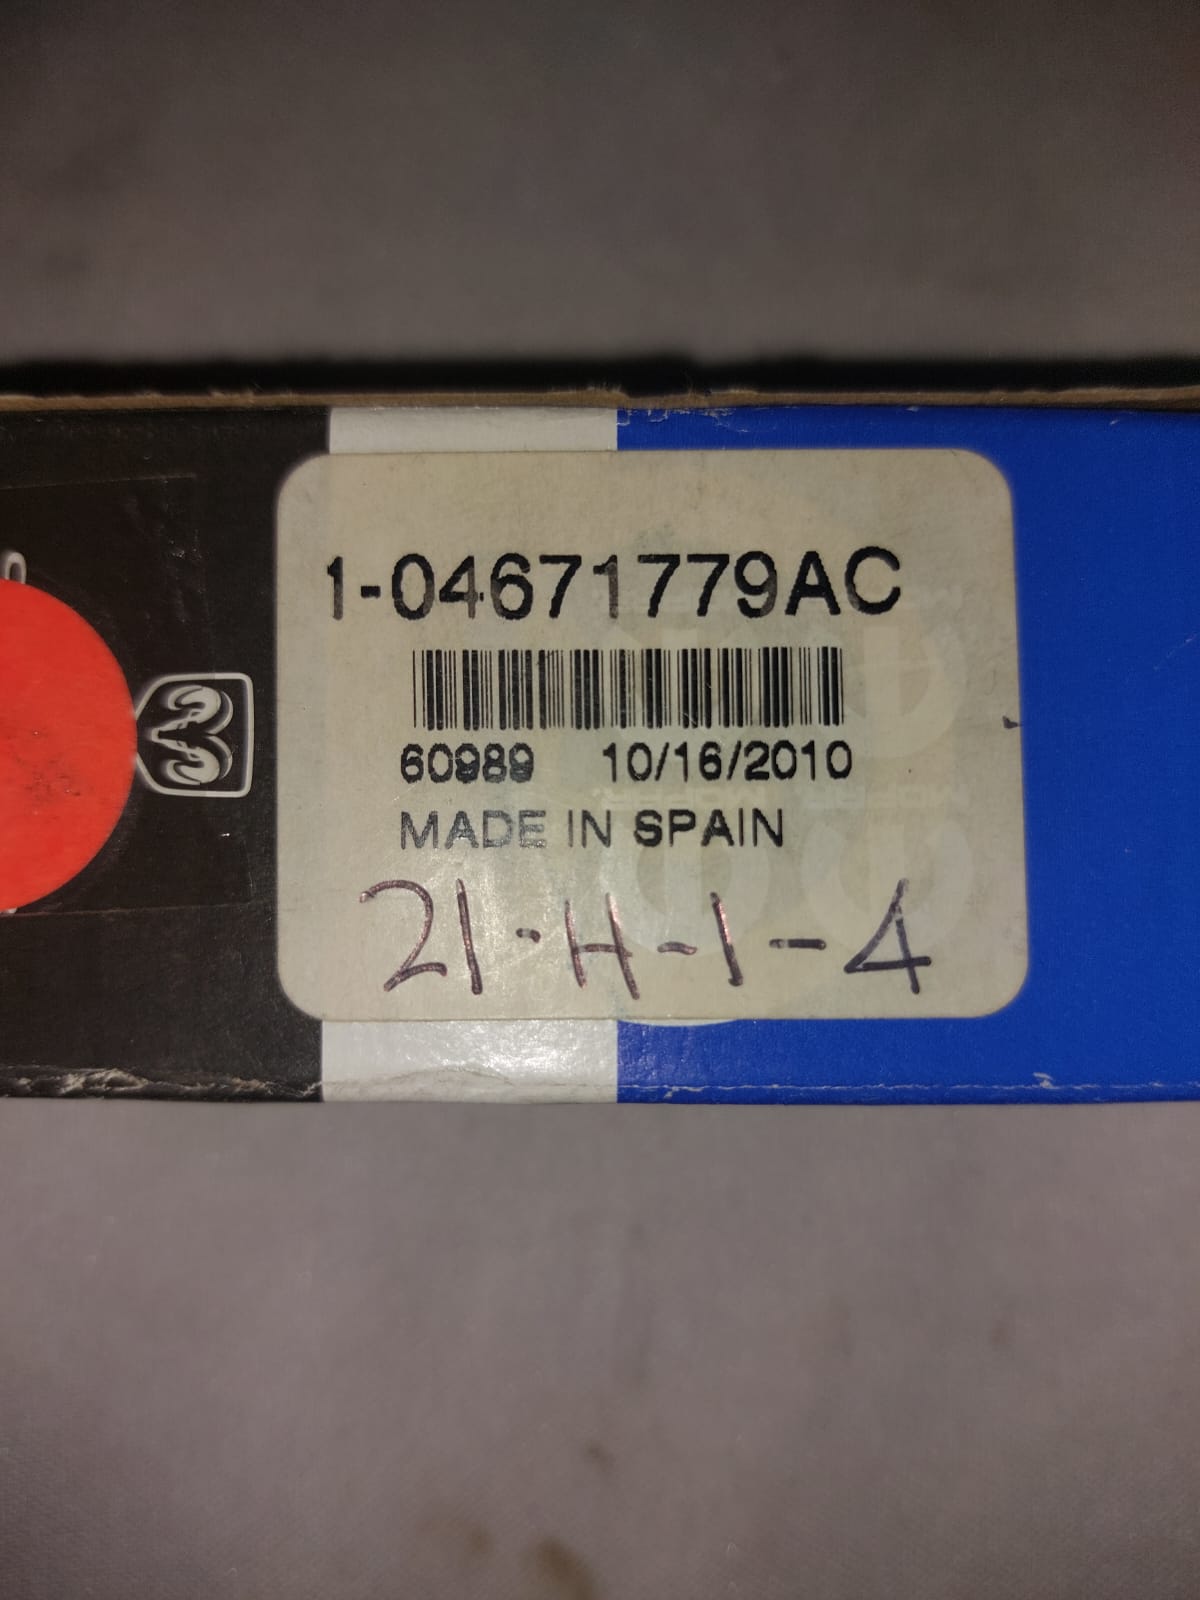 1-04671779AC
60989 10/16/2010
MADE IN SPAIN
21-H-1-4